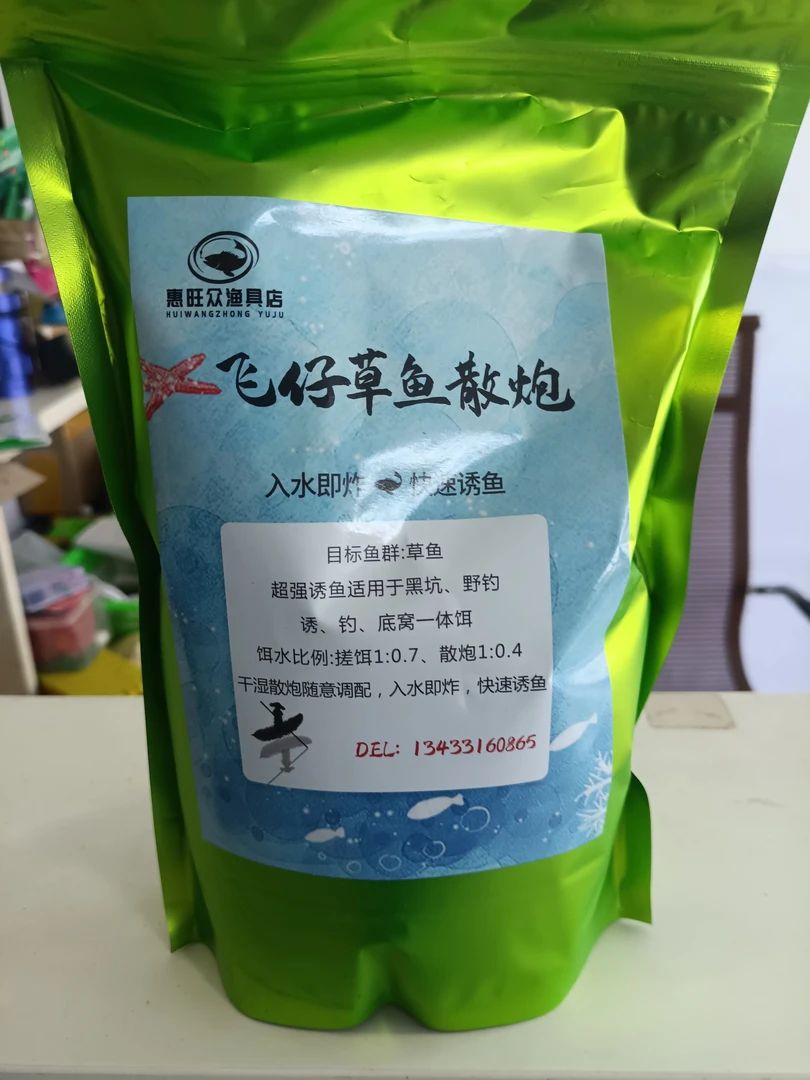 惠旺众渔具店
HUIWANGZHONG YUJU
飞仔草鱼散炮
入水即炸 快速诱鱼
目标鱼群:草鱼
超强诱鱼适用于黑坑、野钓
诱、钓、底窝一体饵
饵水比例:搓饵1:0.7、散炮1:0.4
干湿散炮随意调配，入水即炸，快速诱鱼
DEL: 13433160865